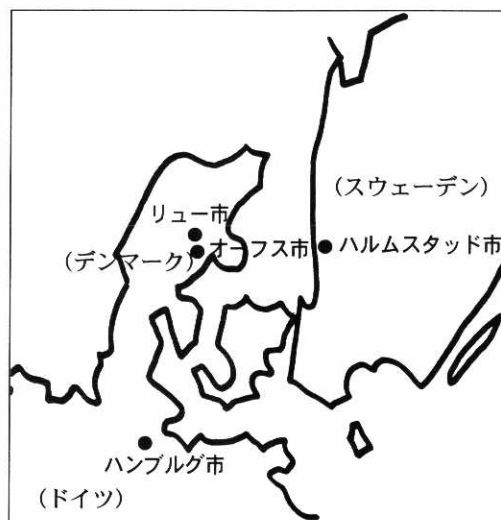 (スウェーデン)
リュー市
オーフス市
ハルムスタッド市
(デンマーク)
ハンブルグ市
(ドイツ)